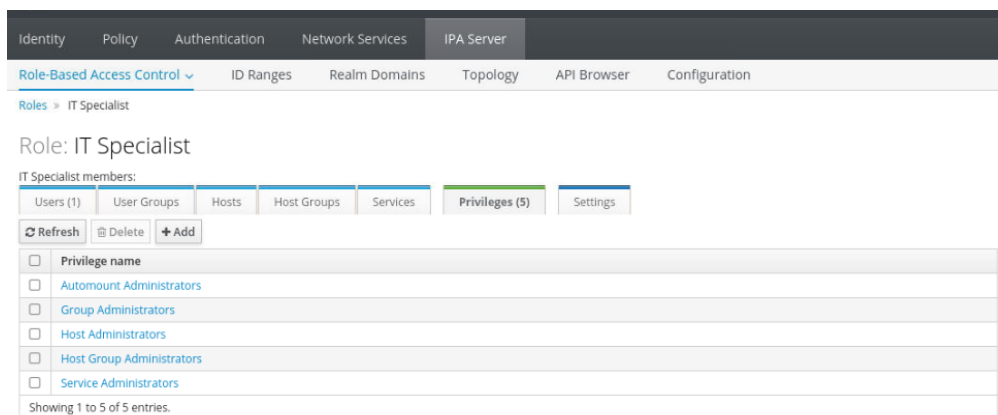 Identity Policy Authentication Network Services IPA Server
Role-Based Access Control ID Ranges Realm Domains Topology API Browser Configuration
Roles » IT Specialist
Role: IT Specialist
IT Specialist members:
Users (1) User Groups Hosts Host Groups Services Privileges (5) Settings
Refresh Delete + Add
Privilege name
Automount Administrators
Group Administrators
Host Administrators
Host Group Administrators
Service Administrators
Showing 1 to 5 of 5 entries.